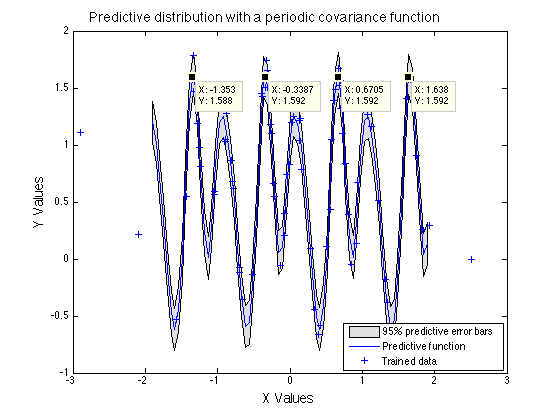 Predictive distribution with a periodic covariance function
2
1.5
1
0.5
0
-0.5
-1
Y Values
X: -1.353
Y: 1.588
X: -0.3387
Y: 1.592
X: 0.6705
Y: 1.592
X: 1.638
Y: 1.592
95% predictive error bars
Predictive function
Trained data
-3 -2 -1 0 1 2 3
X Values